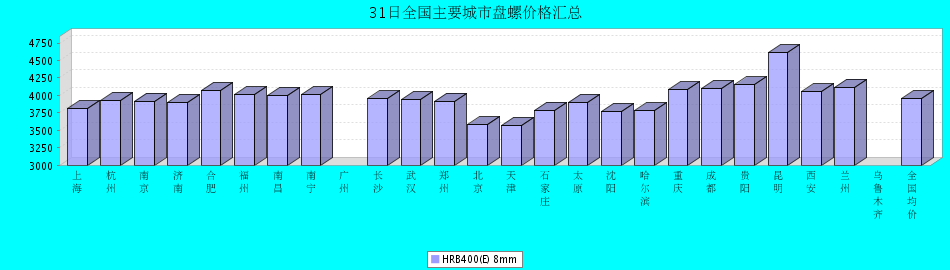 31日全国主要城市盘螺价格汇总
4750
4500
4250
4000
3750
3500
3250
3000
上海
杭州
南京
济南
合肥
福州
南昌
南宁
广州
长沙
武汉
郑州
北京
天津
石家庄
太原
沈阳
哈尔滨
重庆
成都
贵阳
昆明
西安
兰州
乌鲁木齐
全国均价
HRB400(E) 8mm